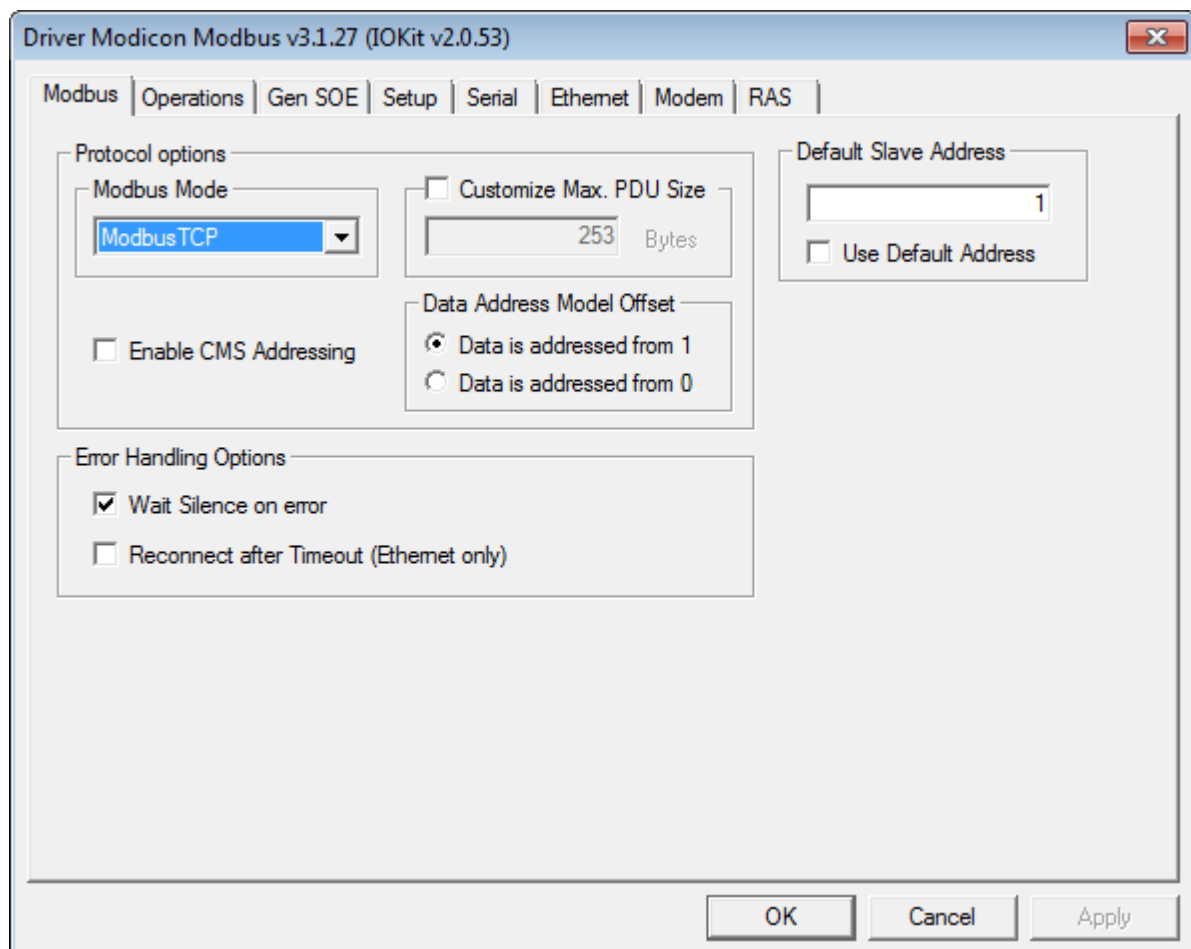 Driver Modicon Modbus v3.1.27 (IOKit v2.0.53)
Modbus Operations Gen SOE Setup Serial Ethernet Modem RAS
Protocol options
Modbus Mode
ModbusTCP
Customize Max. PDU Size
253 Bytes
Default Slave Address
1
Use Default Address
Enable CMS Addressing
Data Address Model Offset
Data is addressed from 1
Data is addressed from 0
Error Handling Options
Wait Silence on error
Reconnect after Timeout (Ethernet only)
OK Cancel Apply